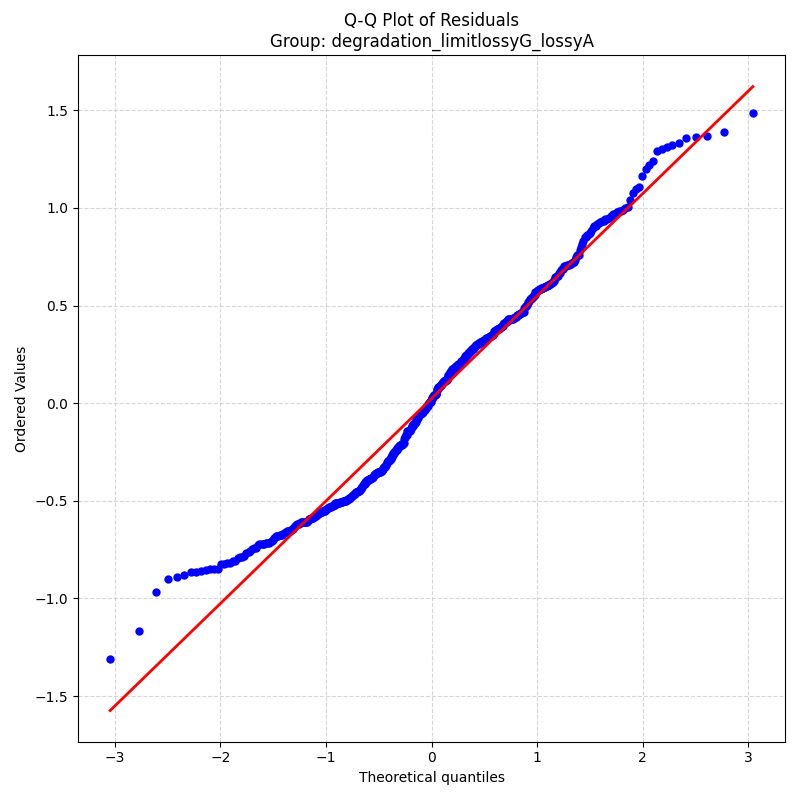 Q-Q Plot of Residuals
Group: degradation_limitlossyG_lossyA
Ordered Values
1.5
1.0
0.5
0.0
−0.5
−1.0
−1.5
−3 −2 −1 0 1 2 3
Theoretical quantiles